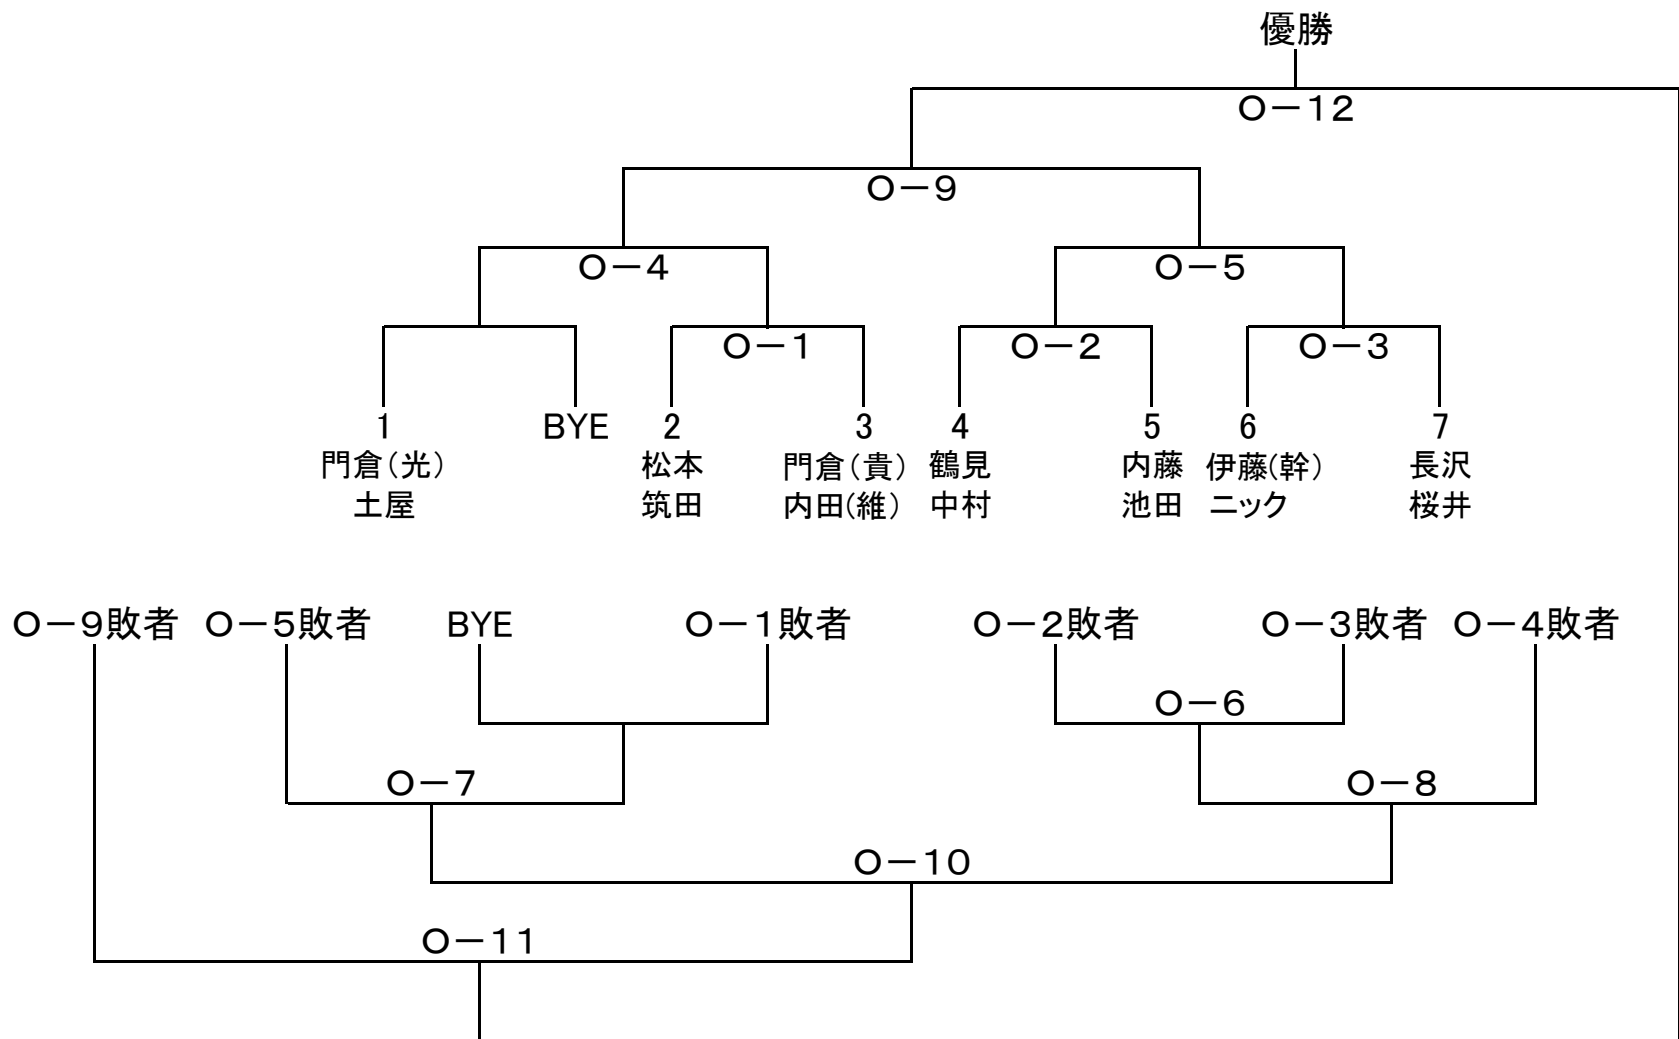 優勝
O－12
O－9
O－4 O－5
O－1 O－2 O－3
1 BYE 2 3 4 5 6 7
門倉（光） 松本 門倉（貴） 鶴見 内藤 伊藤(幹） 長沢
土屋 筑田 内田(維） 中村 池田 ニック 桜井
O－9敗者 O－5敗者 BYE O－1敗者 O－2敗者 O－3敗者 O－4敗者
O－6
O－7 O－8
O－10
O－11